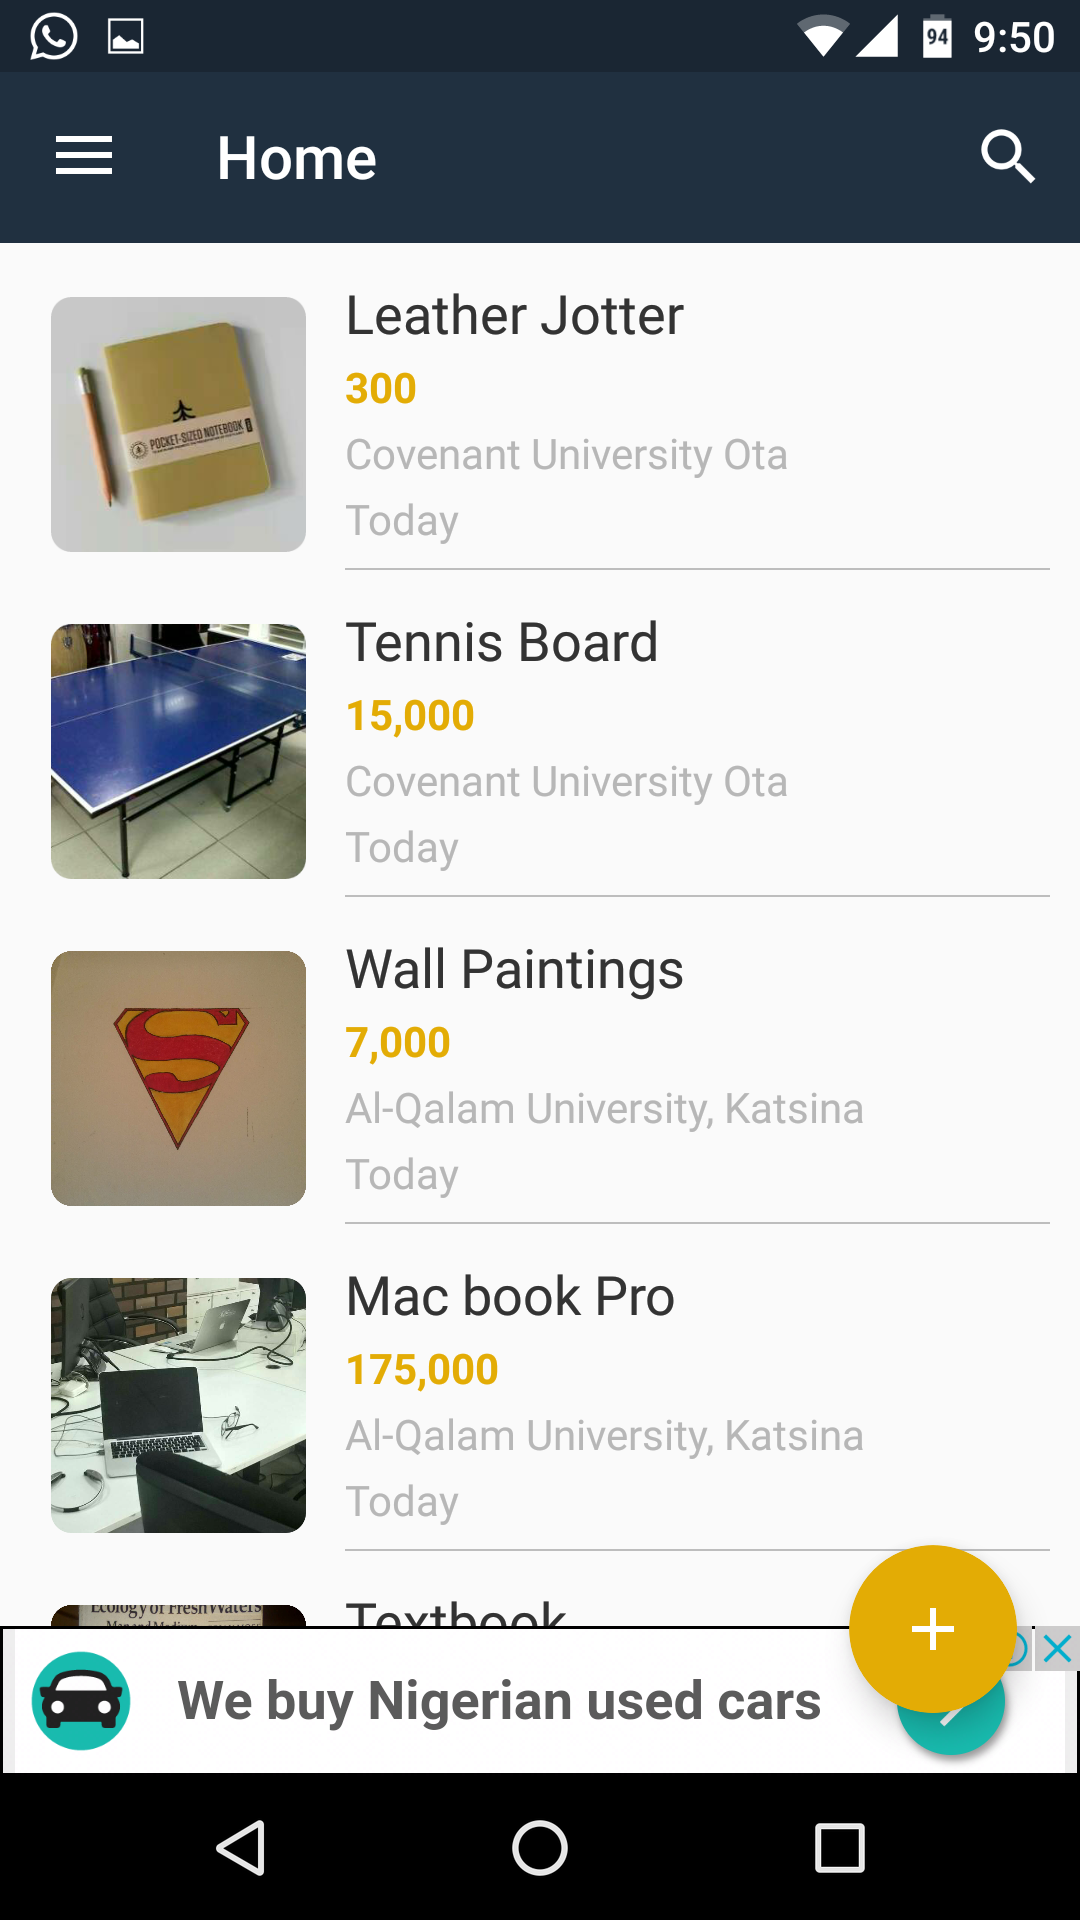 94 9:50
Home
Leather Jotter
300
Covenant University Ota
Today
POCKET-SIZED NOTEBOOK
Tennis Board
15,000
Covenant University Ota
Today
Wall Paintings
7,000
Al-Qalam University, Katsina
Today
S
Mac book Pro
175,000
Al-Qalam University, Katsina
Today
Textbook
Ecology of Fresh Waters
We buy Nigerian used cars